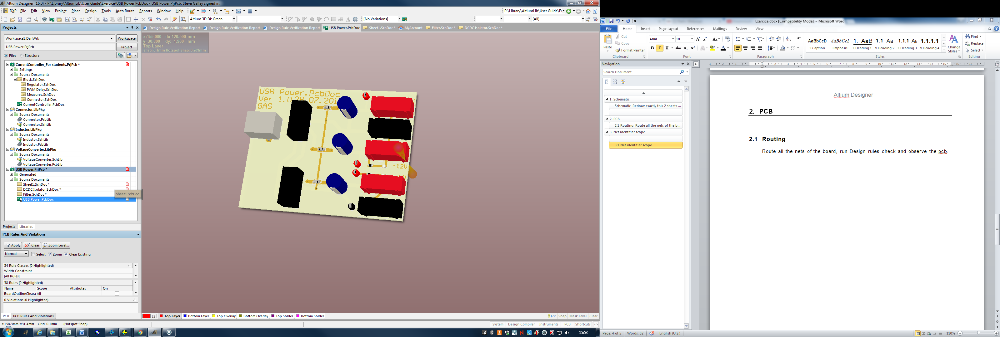 Altium Designer (16.0) - P:\Library\AltiumLib\User Guide\Exercice\USB Power.PcbDoc - USB Power.PrjPcb. Steve Gallay signed in.
DXP File Edit View Project Place Design Tools Auto Route Reports Window Help
P:\Library\AltiumLib\User Guide\E
Altium 3D Dk Green
[No Variations]
(All)
Projects
Design Rule Verification Report
Design Rule Verification Report
Design Rule Verification Report
USB Power.PcbDoc
Sheet1.SchDoc *
MyAccount
Filter.SchDoc *
DCDC Isolator.SchDoc *
Workspace1.DsnWrk
Workspace
USB Power.PrjPcb
Project
Files Structure
CurrentController_For students.PrjPcb *
Settings
Source Documents
Block.SchDoc
Regulator.SchDoc
PWM Delay.SchDoc
Measures.SchDoc
Connector.SchDoc
CurrentController.PcbDoc
Connector.LibPkg
Source Documents
Connector.PcbLib
Connector.SchLib
Inductor.LibPkg
Source Documents
Inductor.SchLib
Inductor.PcbLib
VoltageConverter.LibPkg
Source Documents
VoltageConverter.SchLib
VoltageConverter.PcbLib
USB Power.PrjPcb *
Generated
Source Documents
Sheet1.SchDoc *
DCDC Isolator.SchDoc *
Filter.SchDoc *
USB Power.PcbDoc
Sheet1.SchDoc
Projects Libraries
PCB Rules And Violations
Apply Clear Zoom Level...
Normal Select Zoom Clear Existing
34 Rule Classes (0 Highlighted)
Width Constraint
[All Rules]
38 Rules (0 Highlighted)
Name Scope Attributes On
BoardOutlineCleara All
0 Violations (0 Highlighted)
PCB PCB Rules And Violations
x:155.000 dx:120.500 mm
y: 30.800 dy: 1.900 mm
Top Layer
Snap: 0.1mm Hotspot Snap: 0.203mm
USB Power.PcbDoc
Ver 1.0 28.07.201
GAS
-12V
LS Top Layer Bottom Layer Top Overlay Bottom Overlay Top Solder Bottom Solder
Snap Mask Level Clear
X:158.3mm Y:31.4mm Grid: 0.1mm (Hotspot Snap)
System Design Compiler Instruments PCB Shortcuts >>
15:53
Exercice.docx [Compatibility Mode] - Microsoft Word
File Home Insert Page Layout References Mailings Review View
Paste
Cut
Copy
Format Painter
Clipboard
Arial 10
Font
Paragraph
AaBbCcD AaBbCcL 1. AaB 1.1 Aa 1.1.1 Aa 1.1.1.1
¶ Caption Emphasis ¶ Heading 1 ¶ Heading 2 ¶ Heading 3 ¶ Heading 4
Change Styles
Styles
Find
Replace
Select
Editing
Navigation
Search Document
1. Schematic
Schematic Redraw exactly this 2 sheets ...
2. PCB
2.1 Routing Route all the nets of the b...
3. Net identifier scope
3.1 Net identifier scope
Altium Designer
2. PCB
2.1 Routing
Route all the nets of the board, run Design rules check and observe the pcb.
Page: 4 of 5 Words: 52 English (U.S.) 110%